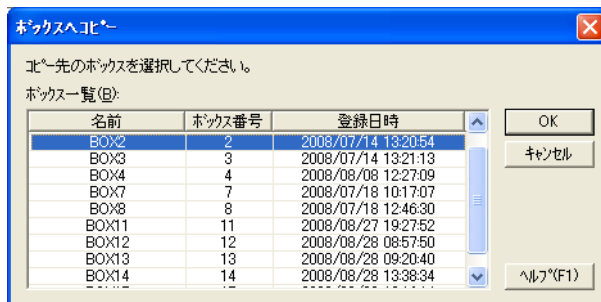 ボックスへコピー
コピー先のボックスを選択してください。
ボックス一覧(B):
名前 ボックス番号 登録日時
BOX2 2 2008/07/14 13:20:54
BOX3 3 2008/07/14 13:21:13
BOX4 4 2008/08/08 12:27:09
BOX7 7 2008/07/18 10:17:07
BOX8 8 2008/07/18 12:46:30
BOX11 11 2008/08/27 19:27:52
BOX12 12 2008/08/28 08:57:50
BOX13 13 2008/08/28 09:20:40
BOX14 14 2008/08/28 13:38:34
OK
キャンセル
ヘルプ(F1)